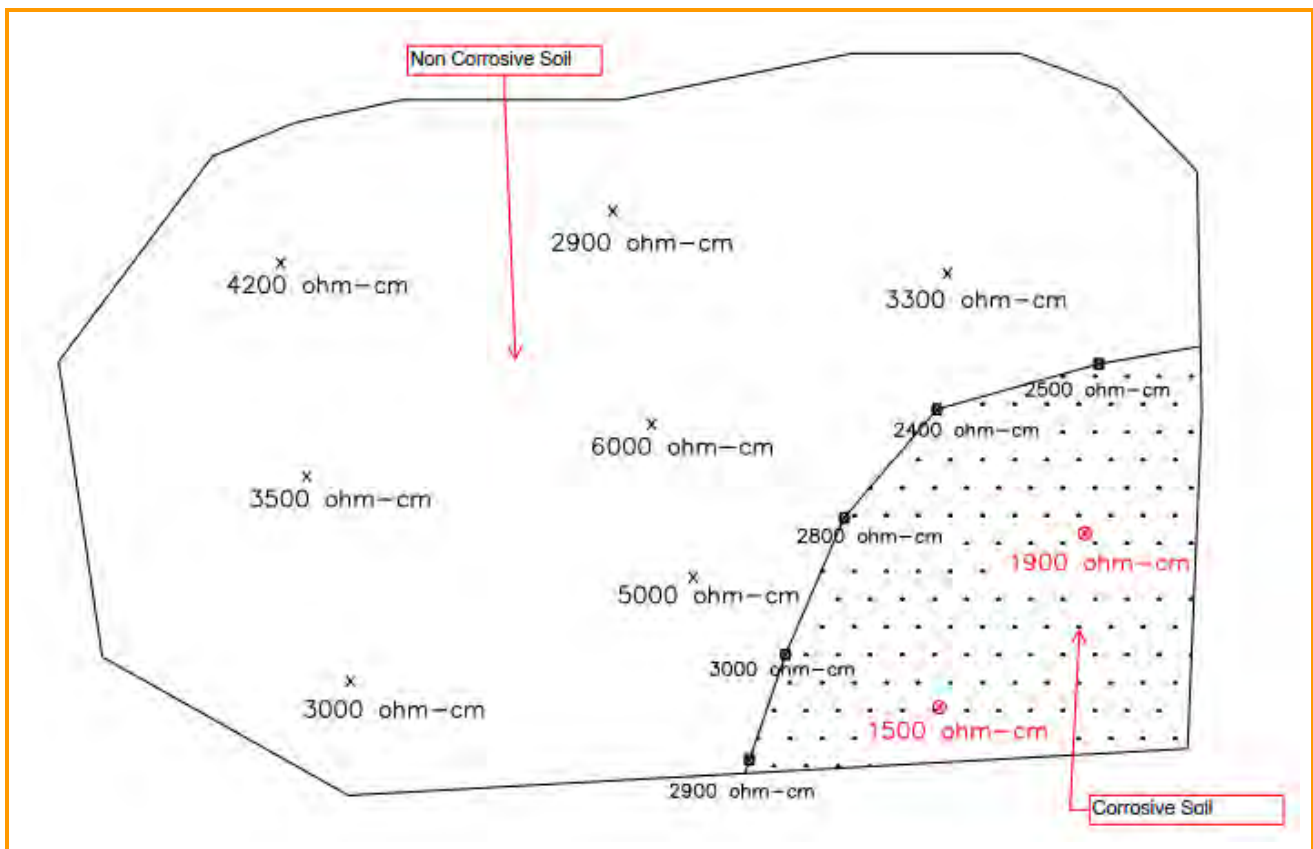 Non Corrosive Soil
2900 ohm-cm
4200 ohm-cm
3300 ohm-cm
2500 ohm-cm
2400 ohm-cm
6000 ohm-cm
3500 ohm-cm
2800 ohm-cm
1900 ohm-cm
5000 ohm-cm
3000 ohm-cm
3000 ohm-cm
1500 ohm-cm
2900 ohm-cm
Corrosive Soil